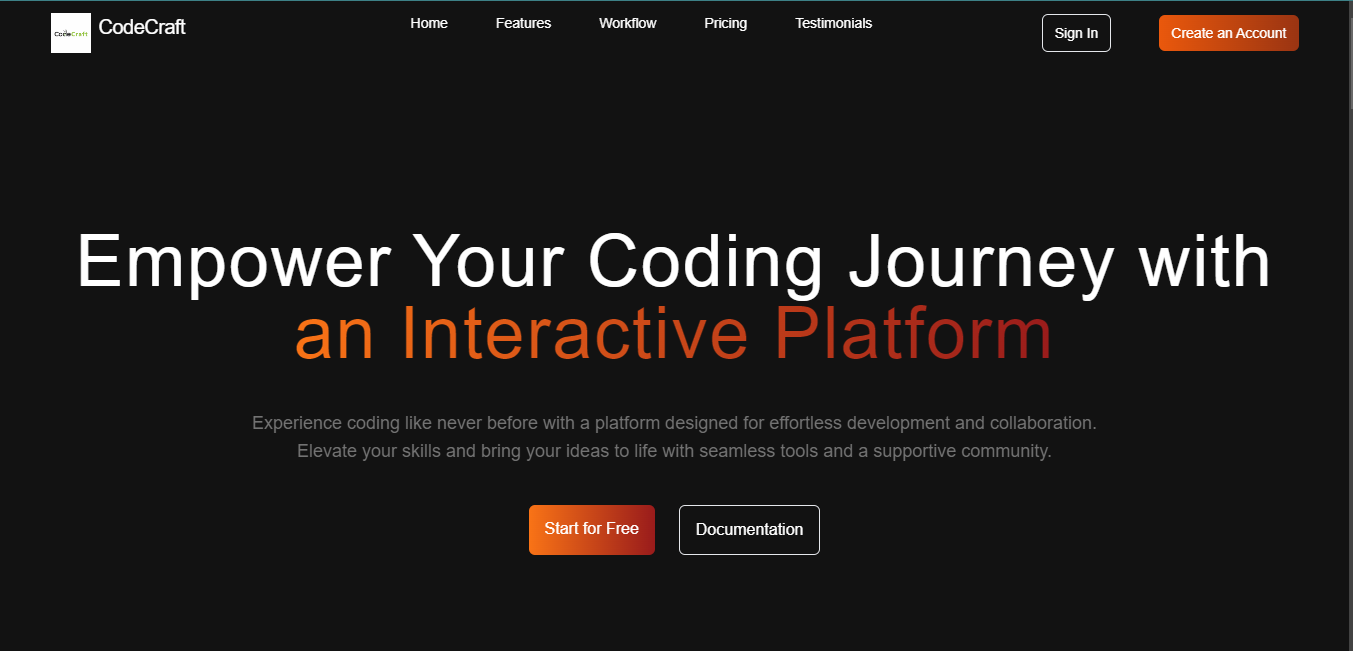 CodeCraft
CodeCraft
Home
Features
Workflow
Pricing
Testimonials
Sign In
Create an Account
Empower Your Coding Journey with
an Interactive Platform
Experience coding like never before with a platform designed for effortless development and collaboration.
Elevate your skills and bring your ideas to life with seamless tools and a supportive community.
Start for Free
Documentation